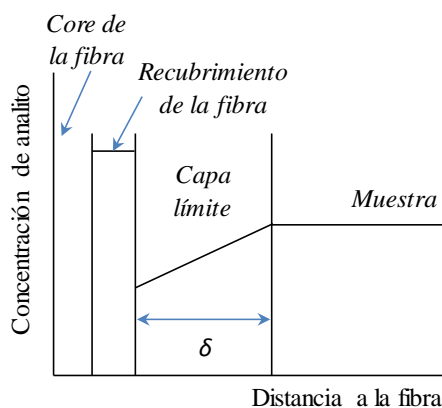 Core de
la fibra
Recubrimiento
de la fibra
Capa
límite
Muestra
Concentración de analito
δ
Distancia a la fibra